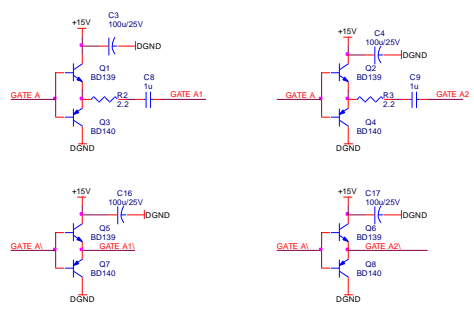 C3
+15V
100u/25V
DGND
Q1
BD139
C8
1u
GATE A
R2
2.2
GATE A1
Q3
BD140
DGND
+15V
C4
100u/25V
DGND
Q2
BD139
C9
1u
GATE A
R3
2.2
GATE A2
Q4
BD140
DGND
+15V
C16
100u/25V
DGND
Q5
BD139
GATE A\
GATE A1\
Q7
BD140
DGND
+15V
C17
100u/25V
DGND
Q6
BD139
GATE A\
GATE A2\
Q8
BD140
DGND